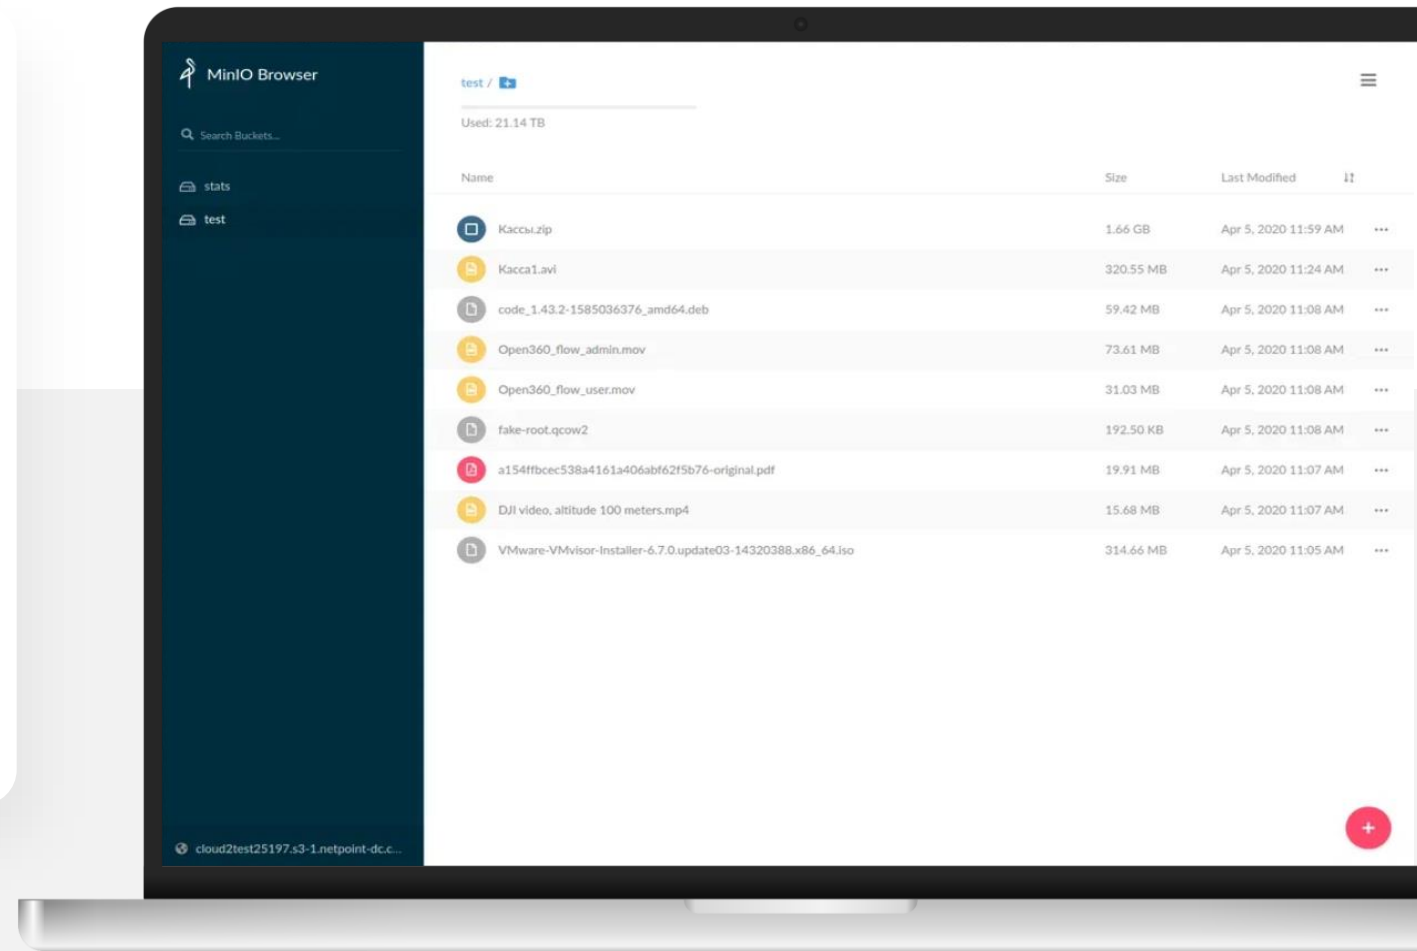 MinIO Browser
Search Buckets...
stats
test
cloud2test25197.s3-1.netpoint-dc.c...
test /
Used: 21.14 TB
Name Size Last Modified
Кассы.zip 1.66 GB Apr 5, 2020 11:59 AM
Касса1.avi 320.55 MB Apr 5, 2020 11:24 AM
code_1.43.2-1585036376_amd64.deb 59.42 MB Apr 5, 2020 11:08 AM
Open360_flow_admin.mov 73.61 MB Apr 5, 2020 11:08 AM
Open360_flow_user.mov 31.03 MB Apr 5, 2020 11:08 AM
fake-root.qcow2 192.50 KB Apr 5, 2020 11:08 AM
a154ffbcec538a4161a406abf62f5b76-original.pdf 19.91 MB Apr 5, 2020 11:07 AM
DJI video, altitude 100 meters.mp4 15.68 MB Apr 5, 2020 11:07 AM
VMware-VMvisor-Installer-6.7.0.update03-14320388.x86_64.iso 314.66 MB Apr 5, 2020 11:05 AM